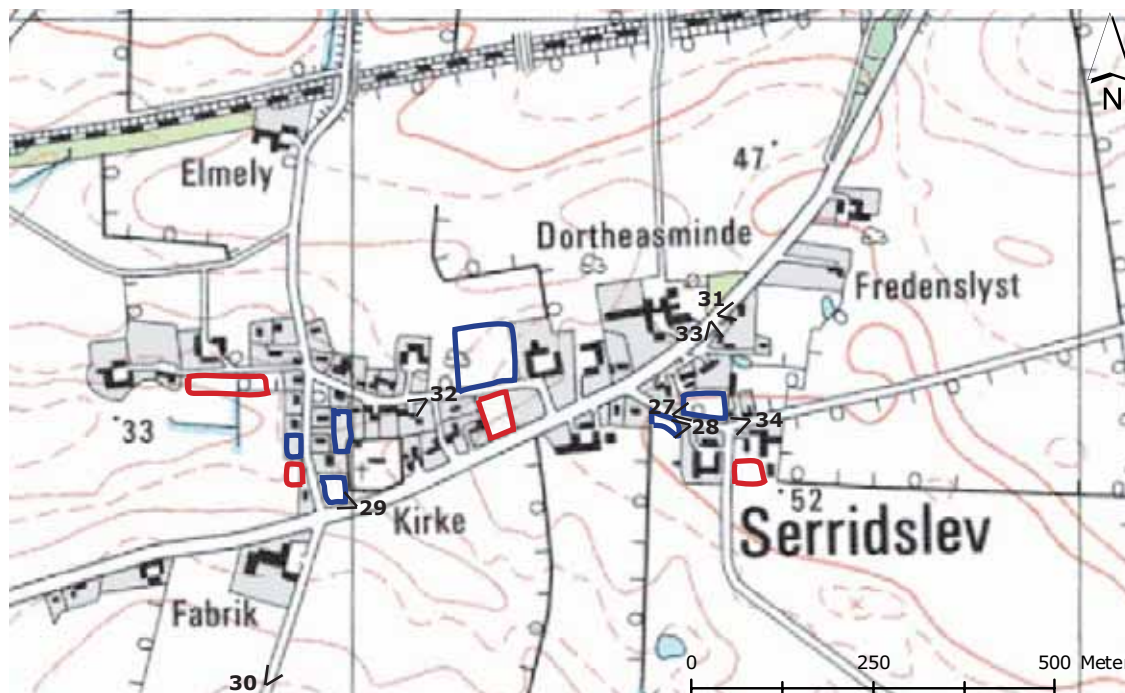 N
Elmely
47
Dortheasminde
Fredenslyst
31
33
32
27
28
34
33
29
52
Kirke
Serridslev
Fabrik
30
0 250 500 Meter